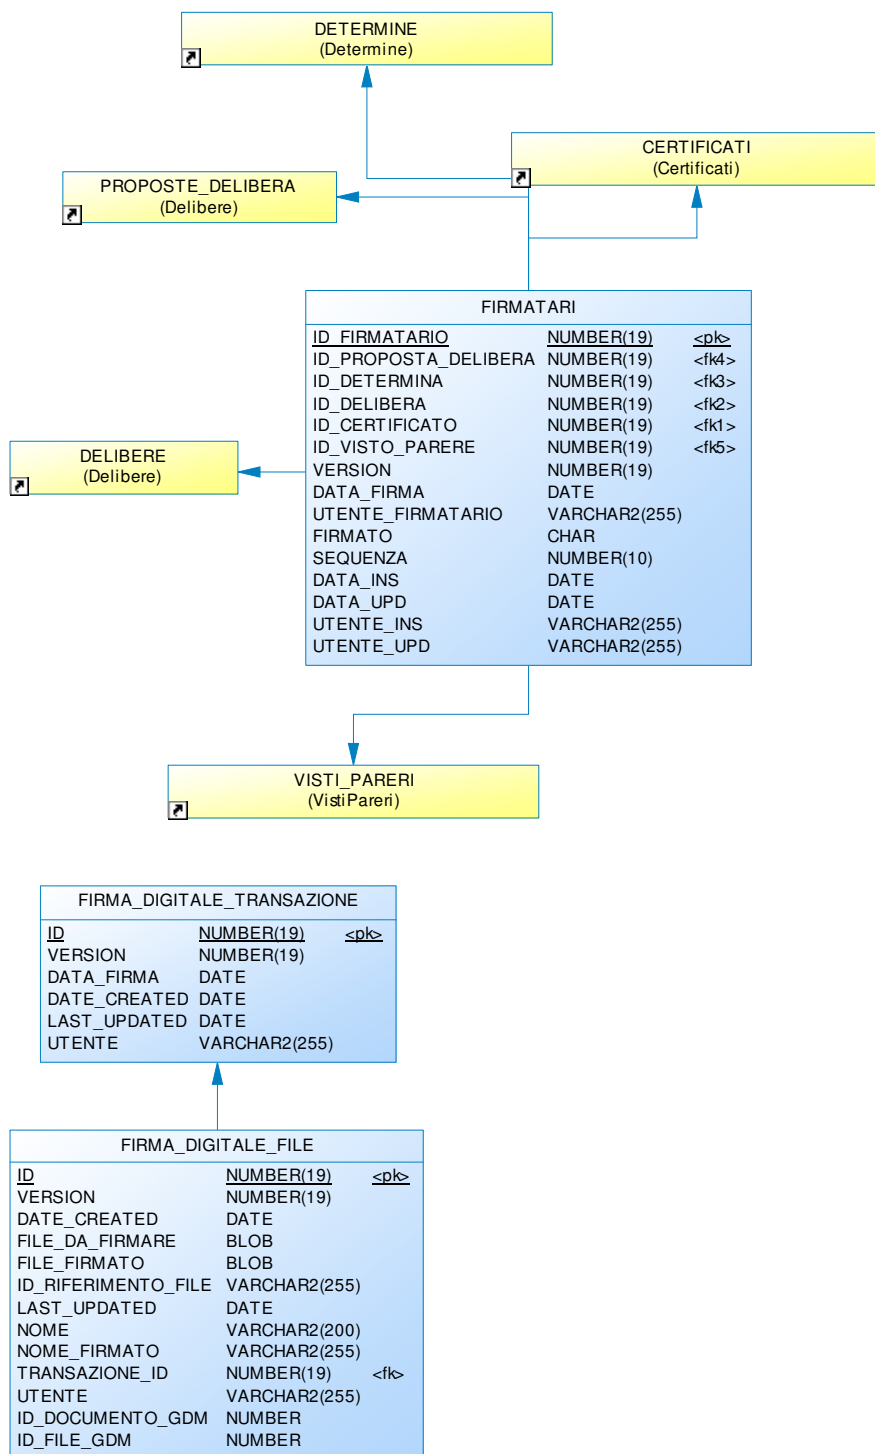 DETERMINE
(Determine)
CERTIFICATI
(Certificati)
PROPOSTE_DELIBERA
(Delibere)
FIRMATARI
ID_FIRMATARIO NUMBER(19) <pk>
ID_PROPOSTA_DELIBERA NUMBER(19) <fk4>
ID_DETERMINA NUMBER(19) <fk3>
ID_DELIBERA NUMBER(19) <fk2>
ID_CERTIFICATO NUMBER(19) <fk1>
ID_VISTO_PARERE NUMBER(19) <fk5>
VERSION NUMBER(19)
DATA_FIRMA DATE
UTENTE_FIRMATARIO VARCHAR2(255)
FIRMATO CHAR
SEQUENZA NUMBER(10)
DATA_INS DATE
DATA_UPD DATE
UTENTE_INS VARCHAR2(255)
UTENTE_UPD VARCHAR2(255)
DELIBERE
(Delibere)
VISTI_PARERI
(VistiPareri)
FIRMA_DIGITALE_TRANSAZIONE
ID NUMBER(19) <pk>
VERSION NUMBER(19)
DATA_FIRMA DATE
DATE_CREATED DATE
LAST_UPDATED DATE
UTENTE VARCHAR2(255)
FIRMA_DIGITALE_FILE
ID NUMBER(19) <pk>
VERSION NUMBER(19)
DATE_CREATED DATE
FILE_DA_FIRMARE BLOB
FILE_FIRMATO BLOB
ID_RIFERIMENTO_FILE VARCHAR2(255)
LAST_UPDATED DATE
NOME VARCHAR2(200)
NOME_FIRMATO VARCHAR2(255)
TRANSAZIONE_ID NUMBER(19) <fk>
UTENTE VARCHAR2(255)
ID_DOCUMENTO_GDM NUMBER
ID_FILE_GDM NUMBER